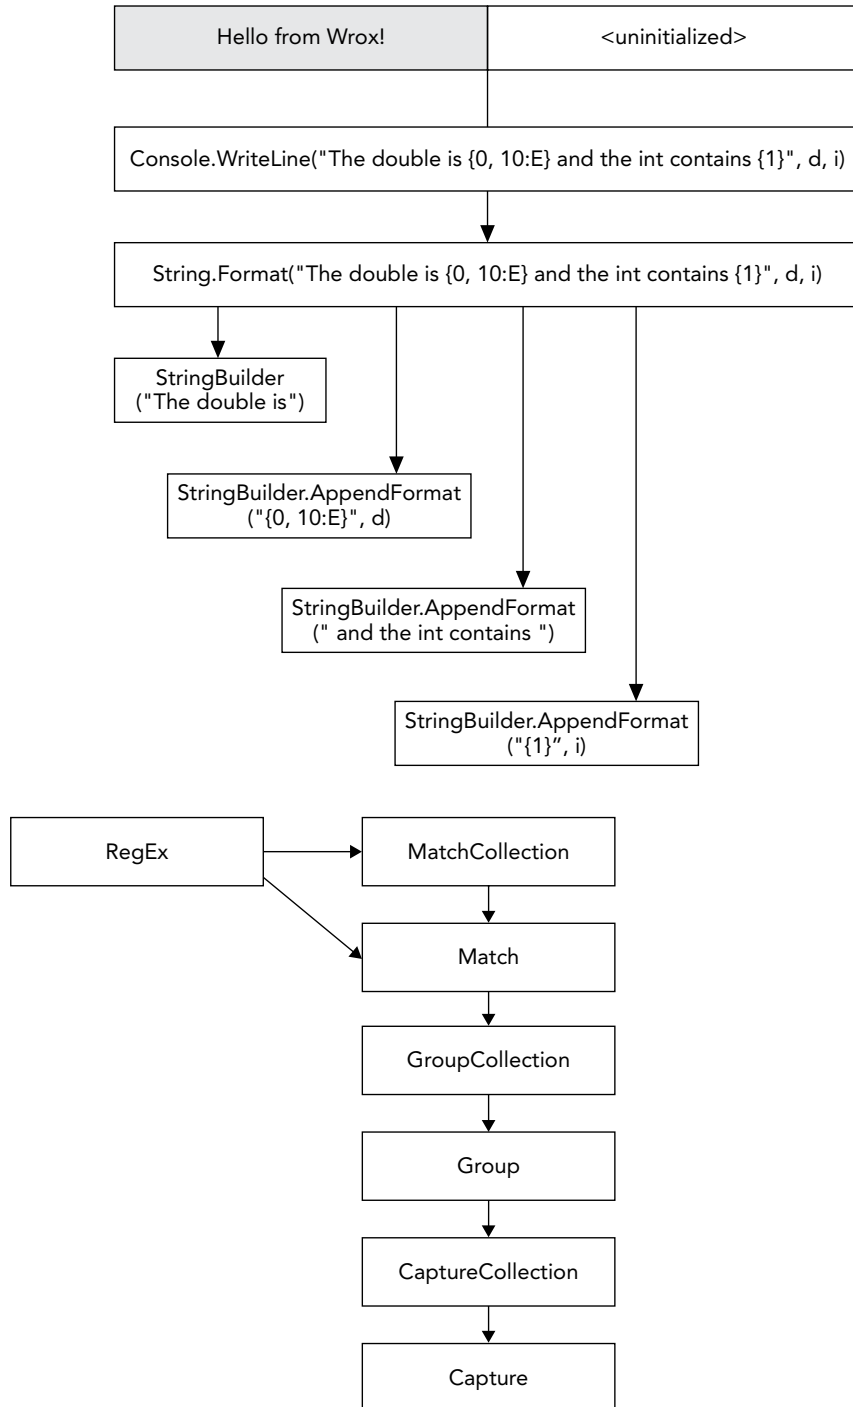 Hello from Wrox!
<uninitialized>
Console.WriteLine("The double is {0, 10:E} and the int contains {1}", d, i)
String.Format("The double is {0, 10:E} and the int contains {1}", d, i)
StringBuilder
("The double is")
StringBuilder.AppendFormat
("{0, 10:E}", d)
StringBuilder.AppendFormat
(" and the int contains ")
StringBuilder.AppendFormat
("{1}”, i)
RegEx
MatchCollection
Match
GroupCollection
Group
CaptureCollection
Capture